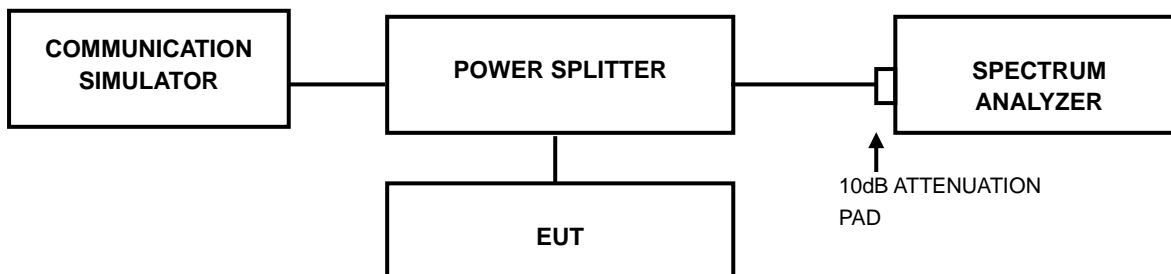 COMMUNICATION
SIMULATOR
POWER SPLITTER
SPECTRUM
ANALYZER
10dB ATTENUATION
PAD
EUT